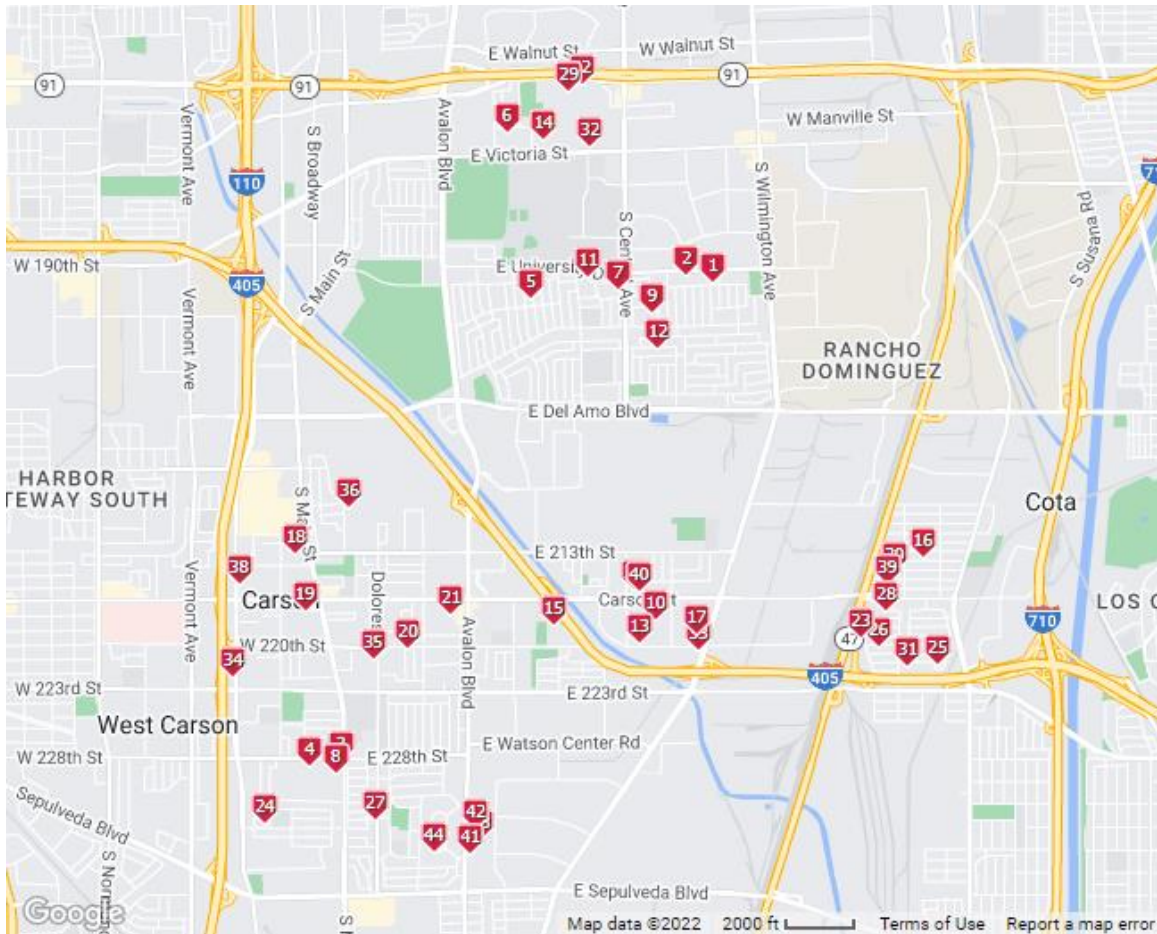 E Walnut St
W Walnut St
91
91
91
29
2
6
14
32
W Manville St
E Victoria St
Vermont Ave
S Broadway
Avalon Blvd
110
S Wilmington Ave
S Susana Rd
W 190th St
S Main St
405
E University D
11
5
7
2
1
9
12
Vermont Ave
RANCHO
DOMINGUEZ
E Del Amo Blvd
HARBOR
TEWAY SOUTH
36
Cota
18
E 213th St
16
38
40
39
19
21
Carson
15
10
28
LOS
Vermont Ave
Dolores
20
13
17
23
26
710
35
47
31
25
34
W 220th St
Avalon Blvd
405
W 223rd St
E 223rd St
West Carson
E Watson Center Rd
4
8
W 228th St
E 228th St
24
27
42
44
41
Sepulveda Blvd
E Sepulveda Blvd
Google
Map data ©2022
2000 ft
Terms of Use
Report a map error